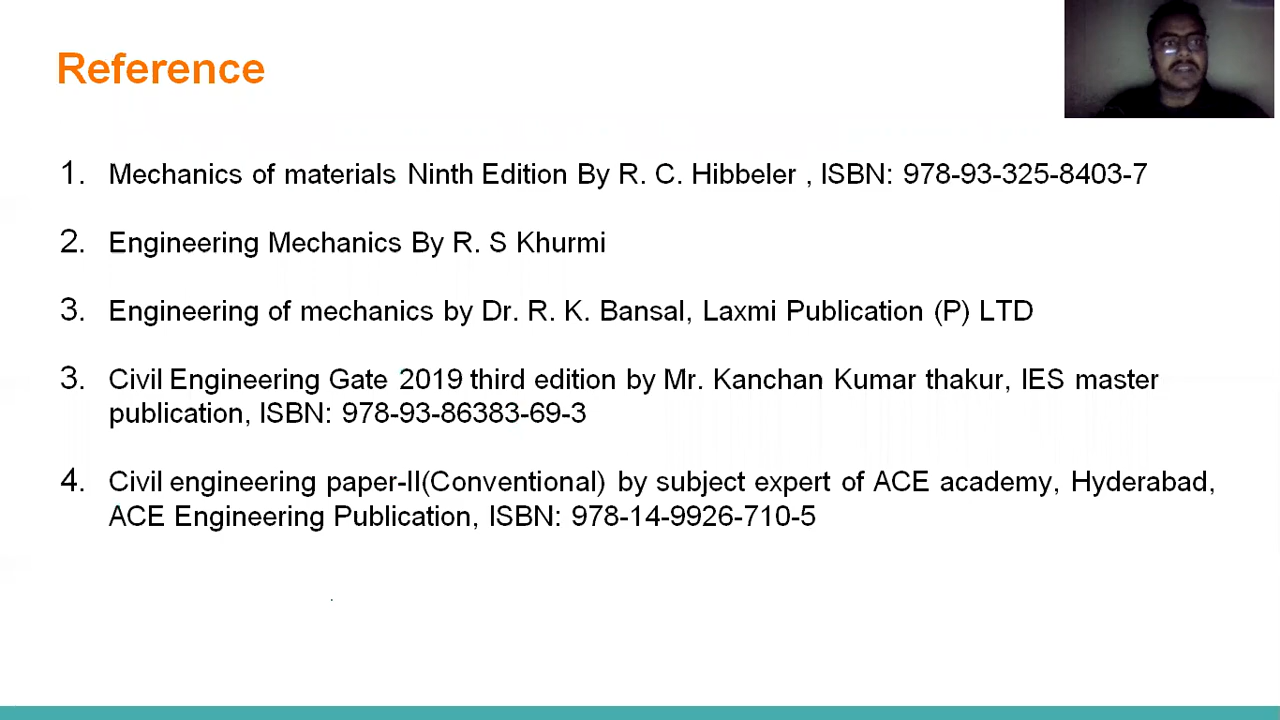 Reference
1. Mechanics of materials Ninth Edition By R. C. Hibbeler , ISBN: 978-93-325-8403-7
2. Engineering Mechanics By R. S Khurmi
3. Engineering of mechanics by Dr. R. K. Bansal, Laxmi Publication (P) LTD
3. Civil Engineering Gate 2019 third edition by Mr. Kanchan Kumar thakur, IES master
publication, ISBN: 978-93-86383-69-3
4. Civil engineering paper-II(Conventional) by subject expert of ACE academy, Hyderabad,
ACE Engineering Publication, ISBN: 978-14-9926-710-5